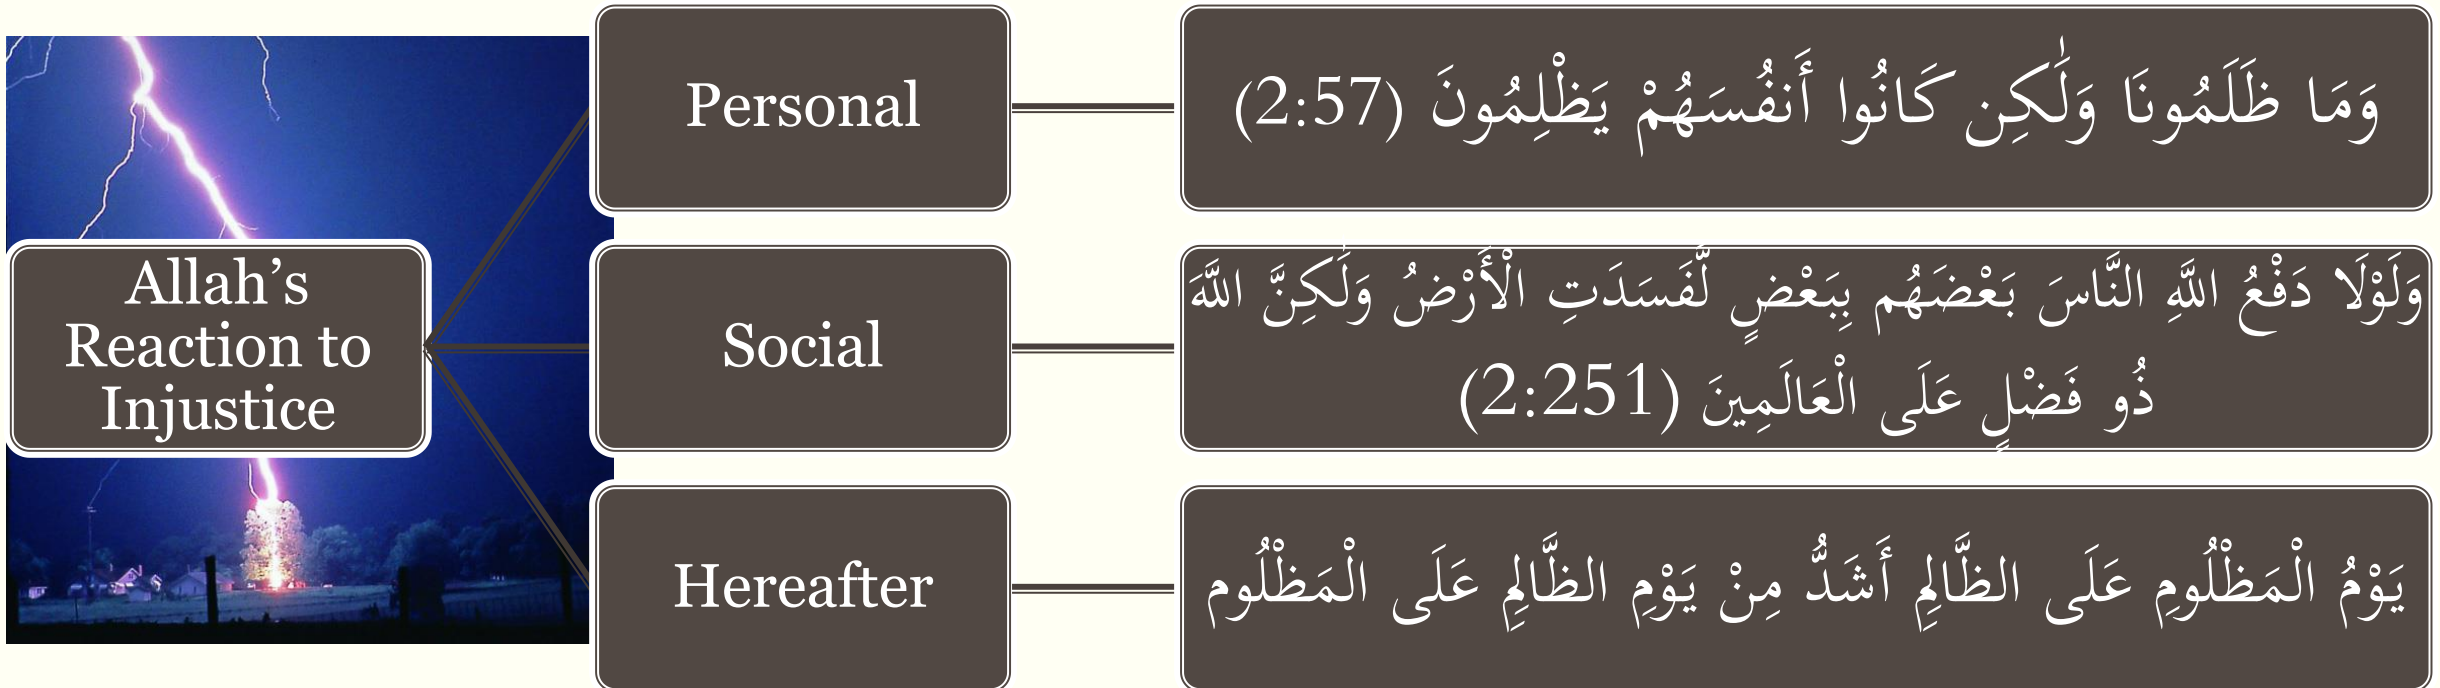 Allah’s
Reaction to
Injustice
Personal
وَمَا ظَلَمُونَا وَلَٰكِن كَانُوا أَنفُسَهُمْ يَظْلِمُونَ (2:57)
Social
وَلَوْلَا دَفْعُ اللَّهِ النَّاسَ بَعْضَهُم بِبَعْضٍ لَّفَسَدَتِ الْأَرْضُ وَلَٰكِنَّ اللَّهَ
ذُو فَضْلٍ عَلَى الْعَالَمِينَ (2:251)
Hereafter
يَوْمُ الْمَظْلُومِ عَلَى الظَّالِمِ أَشَدُّ مِنْ يَوْمِ الظَّالِمِ عَلَى الْمَظْلُوم